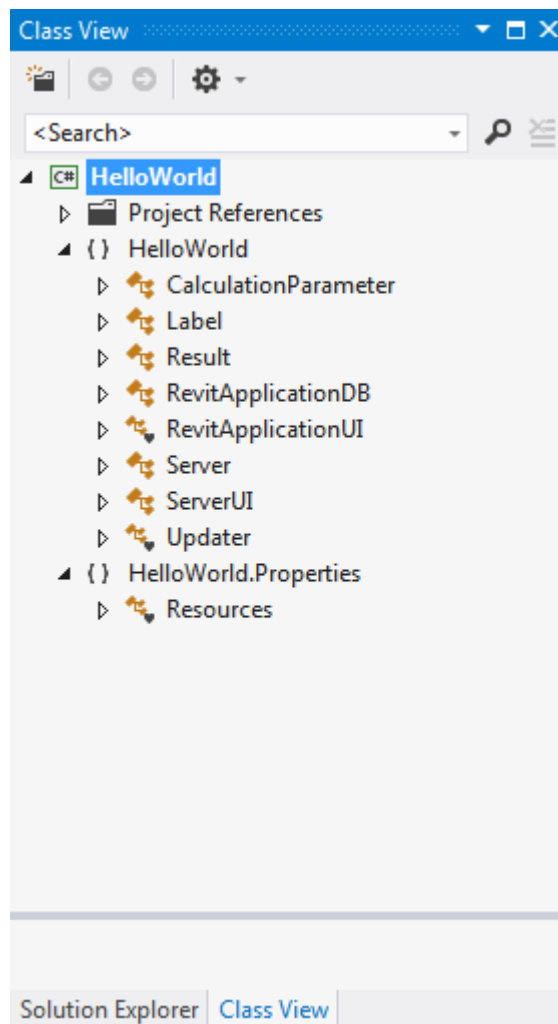 Class View
<Search>
C# HelloWorld
Project References
{ } HelloWorld
CalculationParameter
Label
Result
RevitApplicationDB
RevitApplicationUI
Server
ServerUI
Updater
{ } HelloWorld.Properties
Resources
Solution Explorer Class View